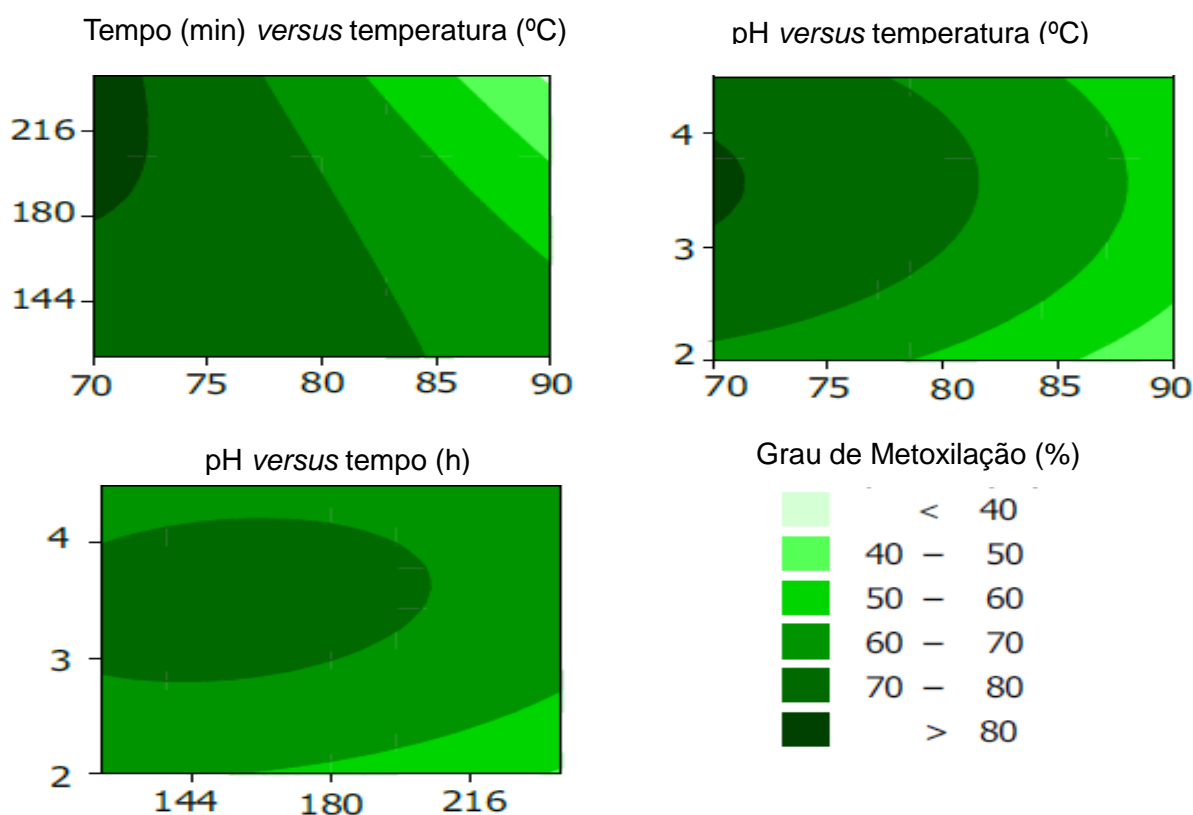 Tempo (min) versus temperatura (ºC)
216
180
144
70 75 80 85 90
pH versus temperatura (ºC)
4
3
2
70 75 80 85 90
pH versus tempo (h)
4
3
2
144 180 216
Grau de Metoxilação (%)
< 40
40 – 50
50 – 60
60 – 70
70 – 80
> 80